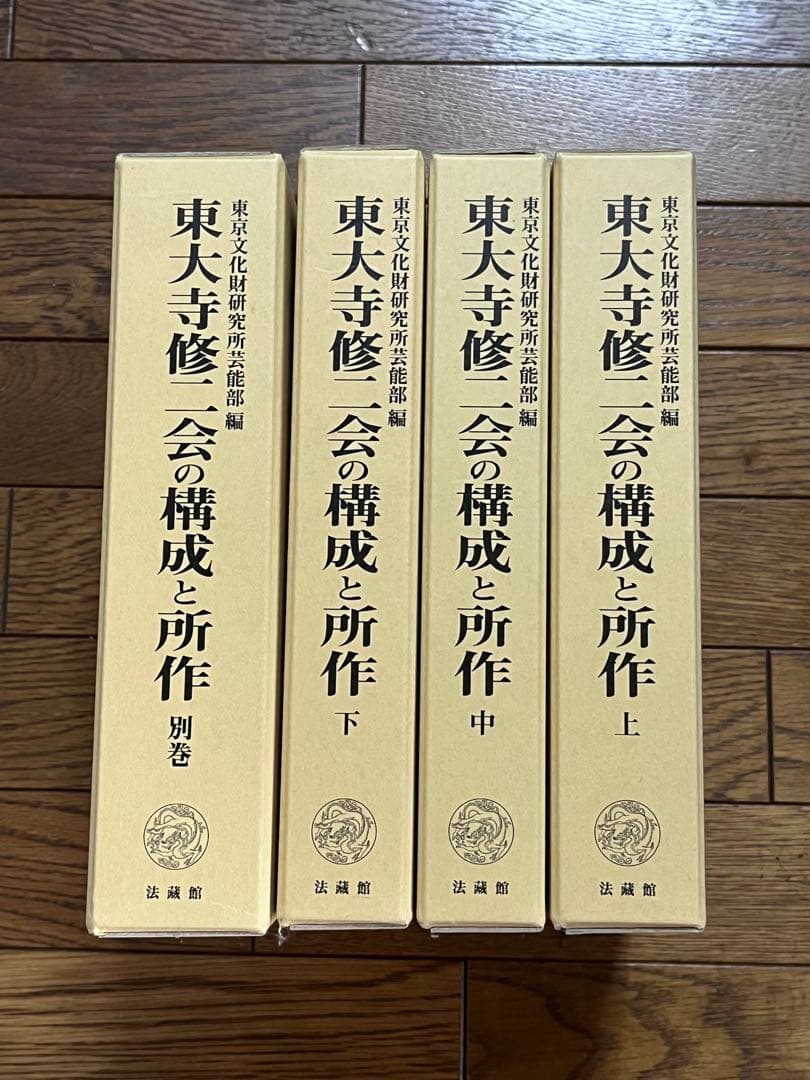 東京文化財研究所芸能部 編
東大寺修二会の構成と所作 上
法藏館
東京文化財研究所芸能部 編
東大寺修二会の構成と所作 中
法藏館
東京文化財研究所芸能部 編
東大寺修二会の構成と所作 下
法藏館
東京文化財研究所芸能部 編
東大寺修二会の構成と所作 別巻
法藏館